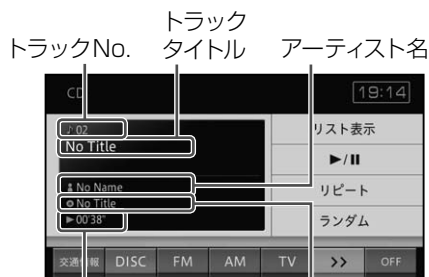 トラック
トラックNo. タイトル アーティスト名
CD 19:14
♪ 02 リスト表示
No Title
►/II
No Name リピート
No Title
►00'38" ランダム
交通情報 DISC FM AM TV >> OFF